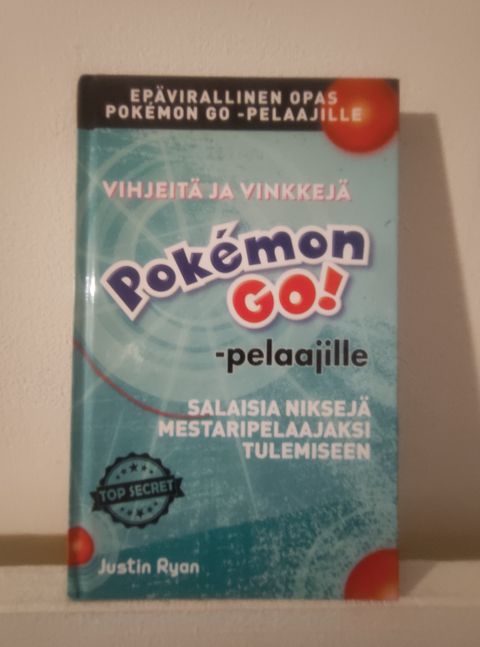 EPÄVIRALLINEN OPAS
POKÉMON GO -PELAAJILLE
VIHJEITÄ JA VINKKEJÄ
Pokémon
GO!
-pelaajille
SALAISIA NIKSEJÄ
MESTARIPELAAJAKSI
TULEMISEEN
TOP SECRET
Justin Ryan